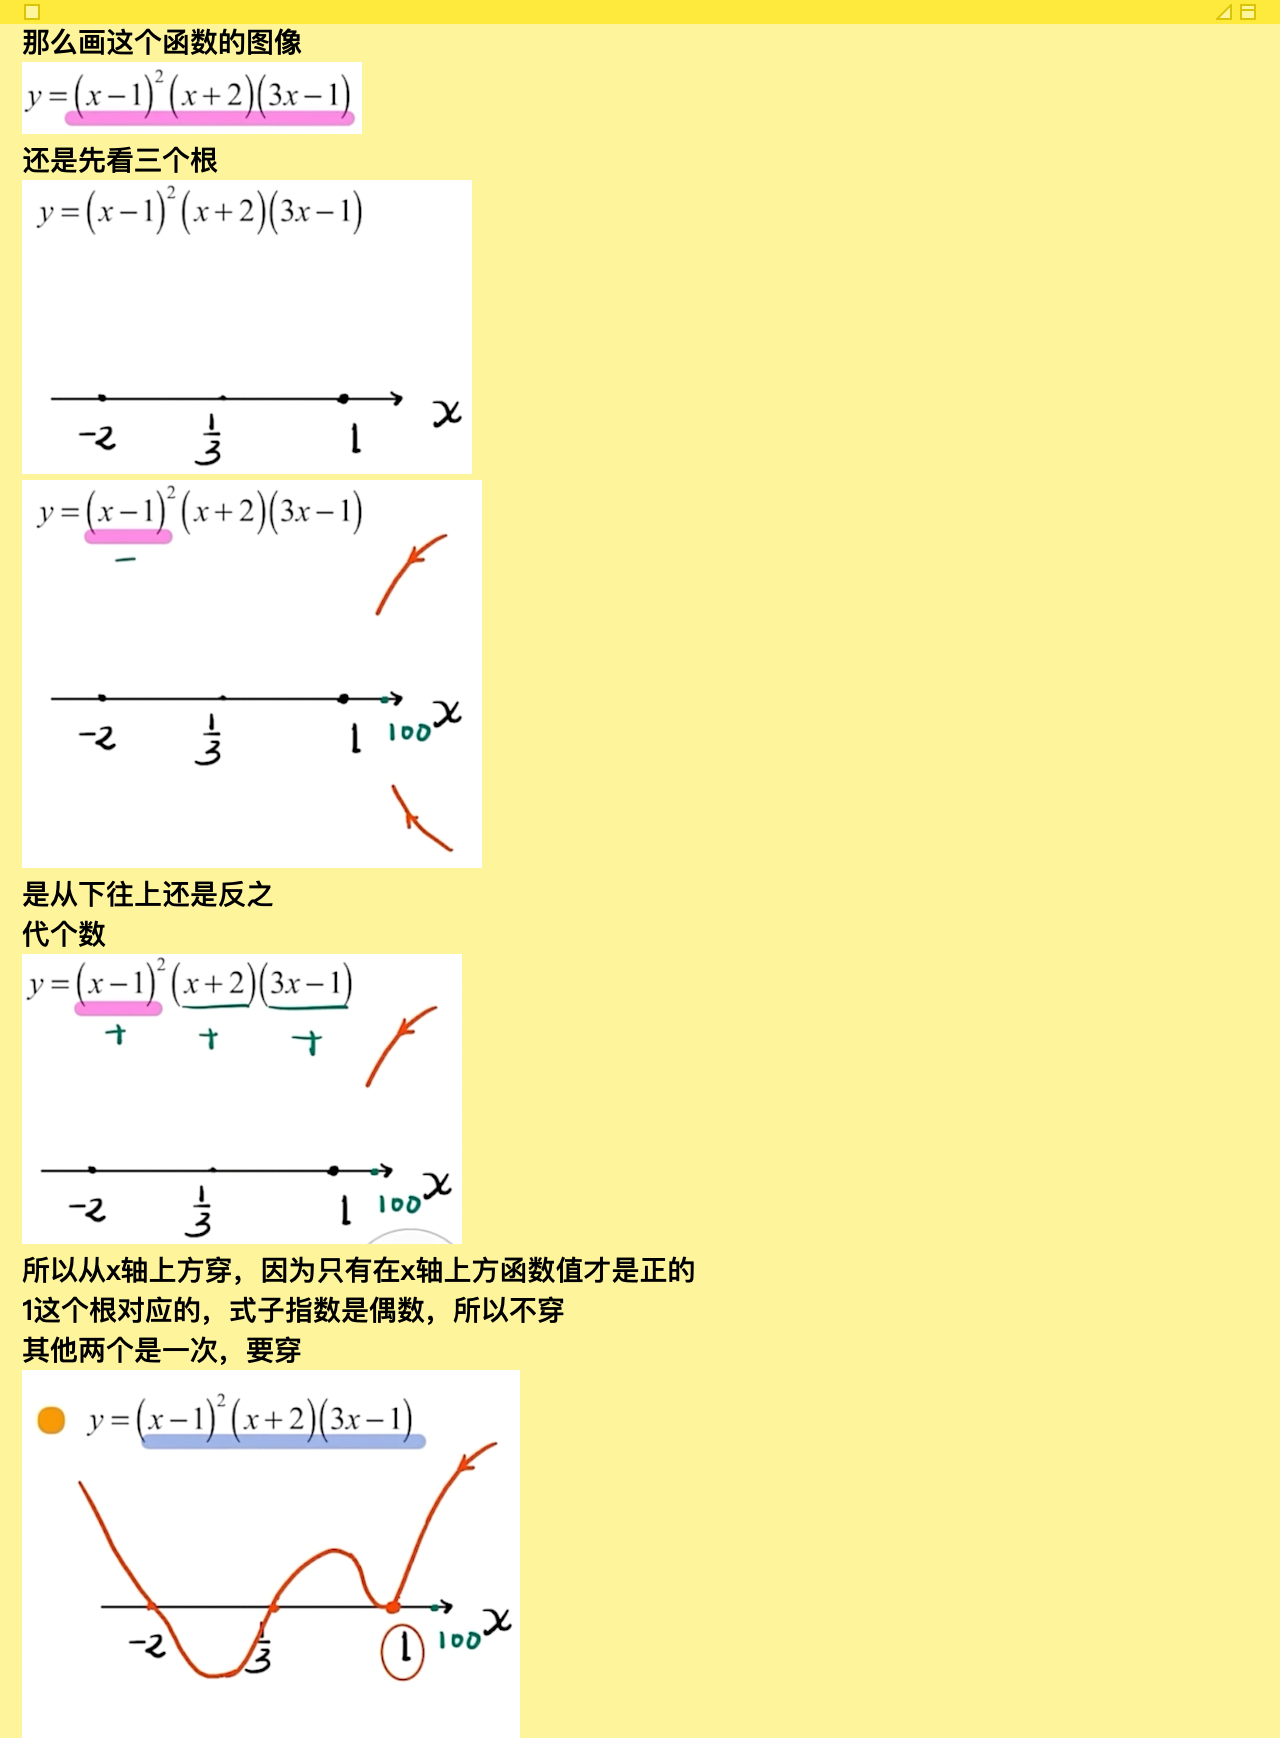 那么画这个函数的图像
y=(x−1)²(x+2)(3x−1)
还是先看三个根
y=(x−1)²(x+2)(3x−1)
-2 1/3 1 x
y=(x−1)²(x+2)(3x−1)
−
-2 1/3 1 100 x
是从下往上还是反之
代个数
y=(x−1)²(x+2)(3x−1)
+ + +
-2 1/3 1 100 x
所以从x轴上方穿，因为只有在x轴上方函数值才是正的
1这个根对应的，式子指数是偶数，所以不穿
其他两个是一次，要穿
y=(x−1)²(x+2)(3x−1)
-2 1/3 1 100 x